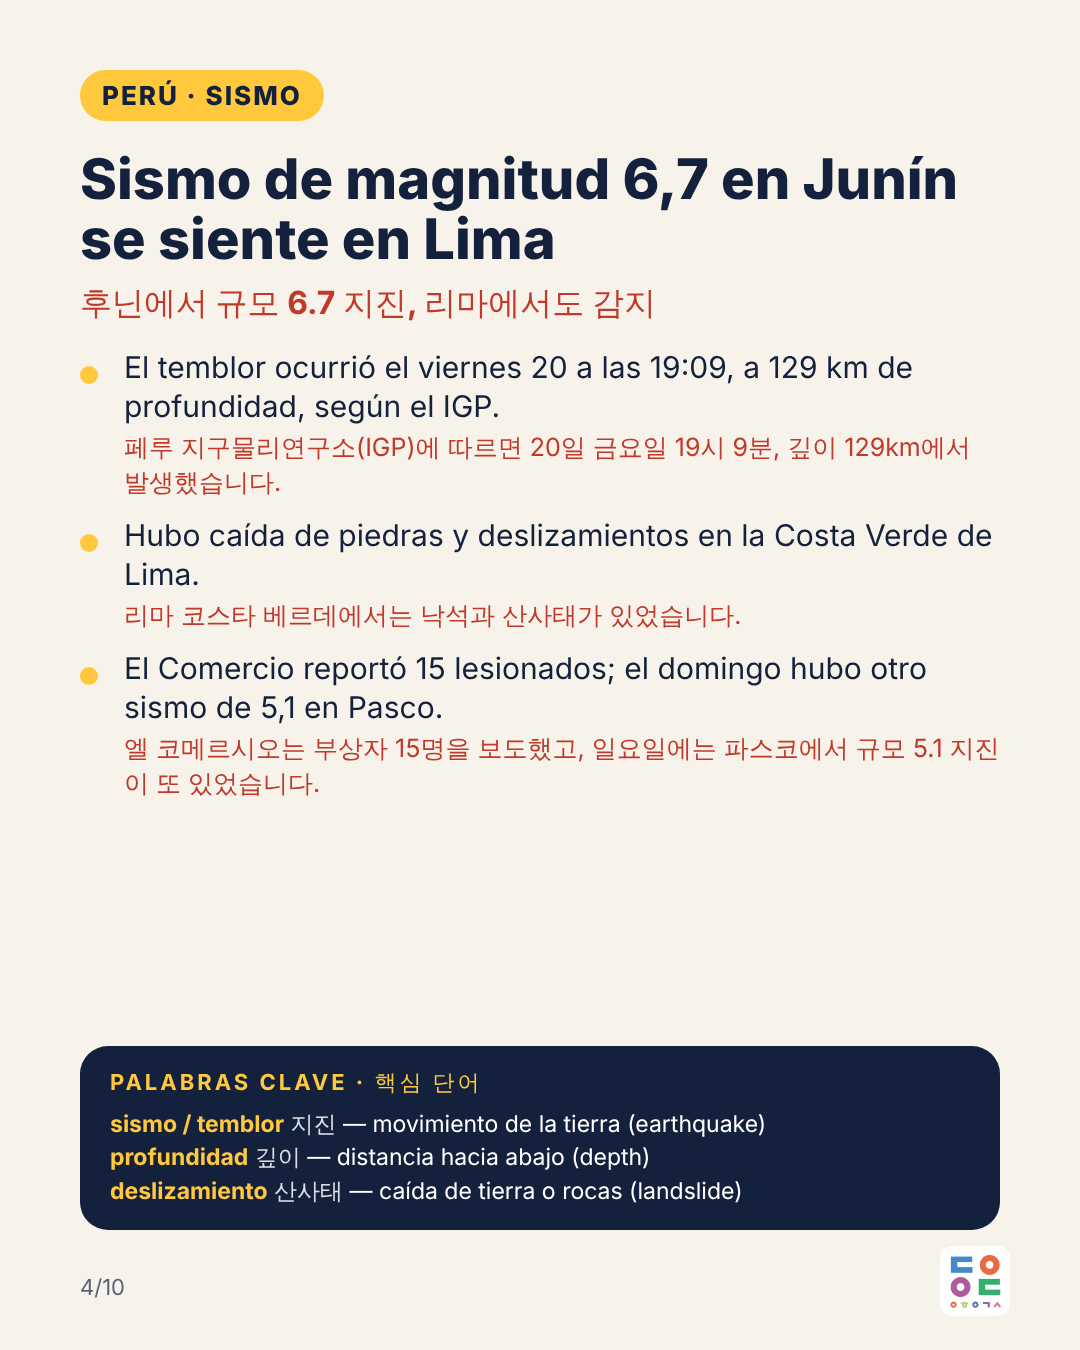 PERÚ · SISMO
Sismo de magnitud 6,7 en Junín
se siente en Lima
후닌에서 규모 6.7 지진, 리마에서도 감지
El temblor ocurrió el viernes 20 a las 19:09, a 129 km de
profundidad, según el IGP.
페루 지구물리연구소(IGP)에 따르면 20일 금요일 19시 9분, 깊이 129km에서
발생했습니다.
Hubo caída de piedras y deslizamientos en la Costa Verde de
Lima.
리마 코스타 베르데에서는 낙석과 산사태가 있었습니다.
El Comercio reportó 15 lesionados; el domingo hubo otro
sismo de 5,1 en Pasco.
엘 코메르시오는 부상자 15명을 보도했고, 일요일에는 파스코에서 규모 5.1 지진
이 또 있었습니다.
PALABRAS CLAVE · 핵심 단어
sismo / temblor 지진 — movimiento de la tierra (earthquake)
profundidad 깊이 — distancia hacia abajo (depth)
deslizamiento 산사태 — caída de tierra o rocas (landslide)
4/10